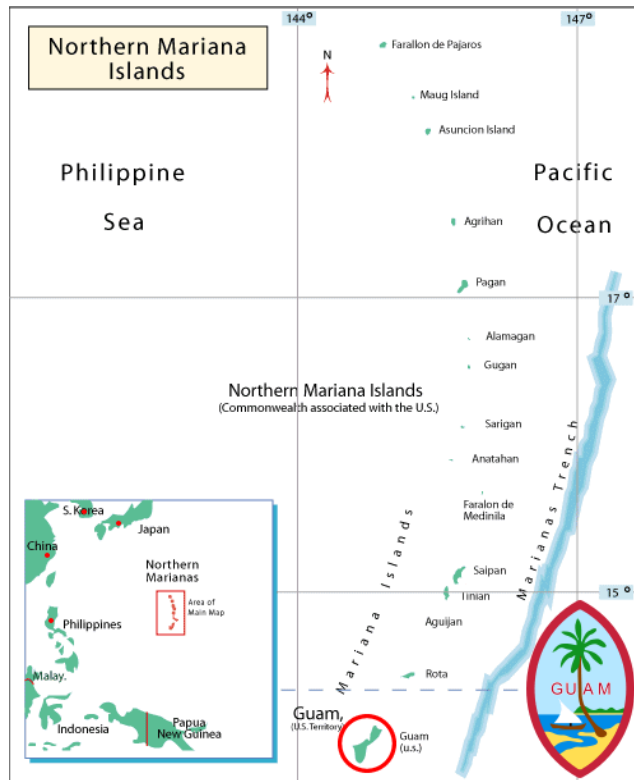 144°
147°
Northern Mariana
Islands
N
Farallon de Pajaros
Maug Island
Asuncion Island
Philippine
Sea
Pacific
Ocean
Agrihan
Pagan
17°
Alamagan
Gugan
Northern Mariana Islands
(Commonwealth associated with the U.S.)
Sarigan
Anatahan
Faralon de
Medinila
Mariana Islands
Marianas Trench
S. Korea
Japan
China
Northern
Marianas
Area of
Main Map
Philippines
Malay.
Indonesia
Papua
New Guinea
Saipan
15°
Tinian
Aguijan
Rota
Guam,
(U.S. Territory)
Guam
(u.s.)
GUAM